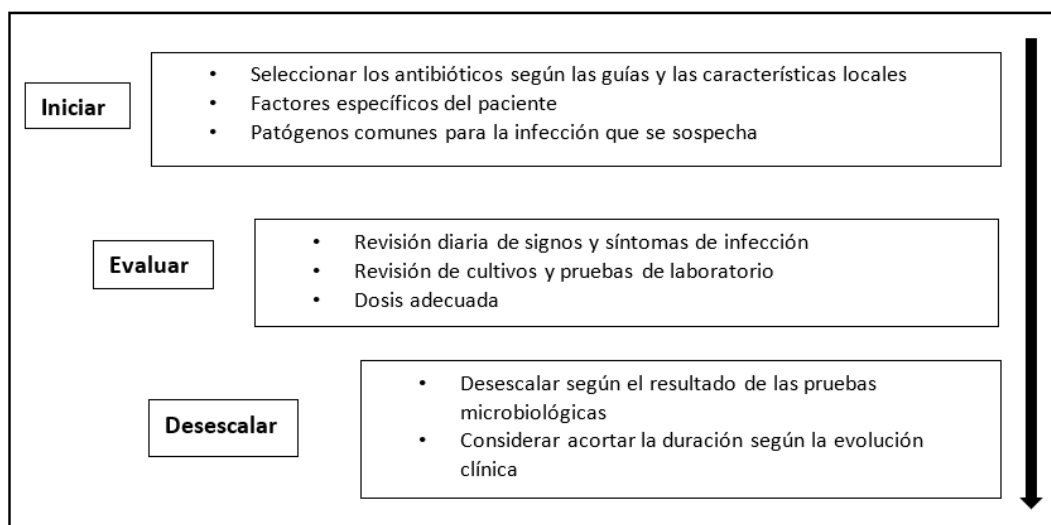 Iniciar
• Seleccionar los antibióticos según las guías y las características locales
• Factores específicos del paciente
• Patógenos comunes para la infección que se sospecha
Evaluar
• Revisión diaria de signos y síntomas de infección
• Revisión de cultivos y pruebas de laboratorio
• Dosis adecuada
Desescalar
• Desescalar según el resultado de las pruebas
microbiológicas
• Considerar acortar la duración según la evolución
clínica